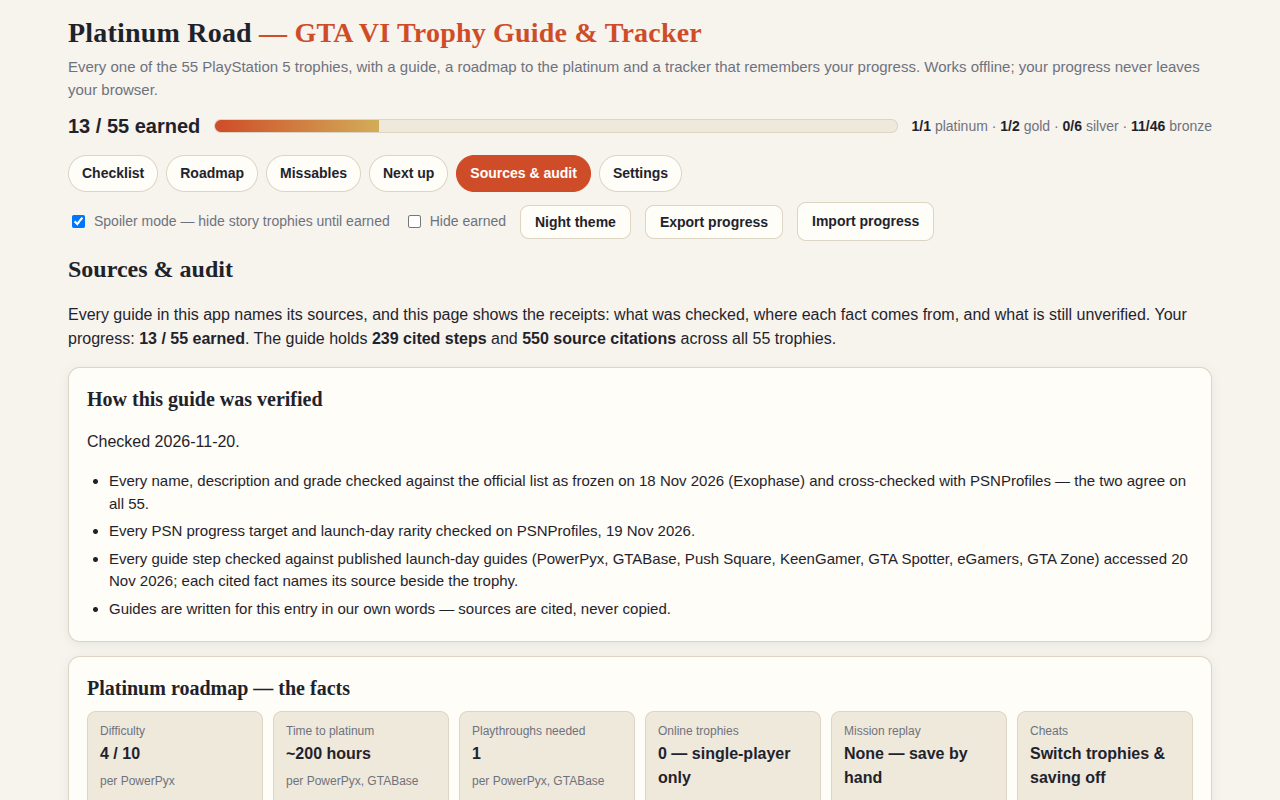 Platinum Road — GTA VI Trophy Guide & Tracker
Every one of the 55 PlayStation 5 trophies, with a guide, a roadmap to the platinum and a tracker that remembers your progress. Works offline; your progress never leaves
your browser.
13 / 55 earned
1/1 platinum · 1/2 gold · 0/6 silver · 11/46 bronze
Checklist
Roadmap
Missables
Next up
Sources & audit
Settings
Spoiler mode — hide story trophies until earned
Hide earned
Night theme
Export progress
Import progress
Sources & audit
Every guide in this app names its sources, and this page shows the receipts: what was checked, where each fact comes from, and what is still unverified. Your
progress: 13 / 55 earned. The guide holds 239 cited steps and 550 source citations across all 55 trophies.
How this guide was verified
Checked 2026-11-20.
• Every name, description and grade checked against the official list as frozen on 18 Nov 2026 (Exophase) and cross-checked with PSNProfiles — the two agree on
all 55.
• Every PSN progress target and launch-day rarity checked on PSNProfiles, 19 Nov 2026.
• Every guide step checked against published launch-day guides (PowerPyx, GTABase, Push Square, KeenGamer, GTA Spotter, eGamers, GTA Zone) accessed 20
Nov 2026; each cited fact names its source beside the trophy.
• Guides are written for this entry in our own words — sources are cited, never copied.
Platinum roadmap — the facts
Difficulty
4 / 10
per PowerPyx
Time to platinum
~200 hours
per PowerPyx, GTABase
Playthroughs needed
1
per PowerPyx, GTABase
Online trophies
0 — single-player
only
Mission replay
None — save by
hand
Cheats
Switch trophies &
saving off